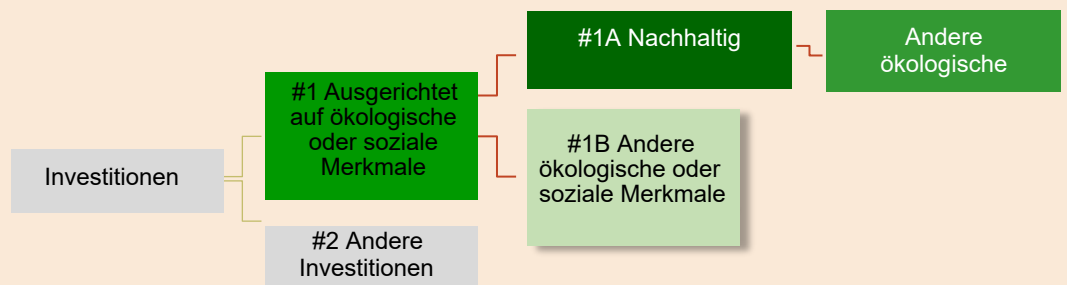 #1A Nachhaltig
Andere
ökologische
#1 Ausgerichtet
auf ökologische
oder soziale
Merkmale
#1B Andere
ökologische oder
soziale Merkmale
Investitionen
#2 Andere
Investitionen